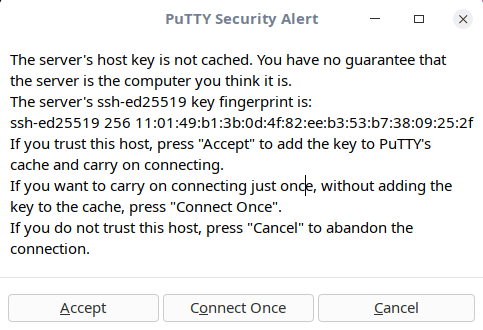 PuTTY Security Alert
The server's host key is not cached. You have no guarantee that
the server is the computer you think it is.
The server's ssh-ed25519 key fingerprint is:
ssh-ed25519 256 11:01:49:b1:3b:0d:4f:82:ee:b3:53:b7:38:09:25:2f
If you trust this host, press "Accept" to add the key to PuTTY's
cache and carry on connecting.
If you want to carry on connecting just once, without adding the
key to the cache, press "Connect Once".
If you do not trust this host, press "Cancel" to abandon the
connection.
Accept
Connect Once
Cancel